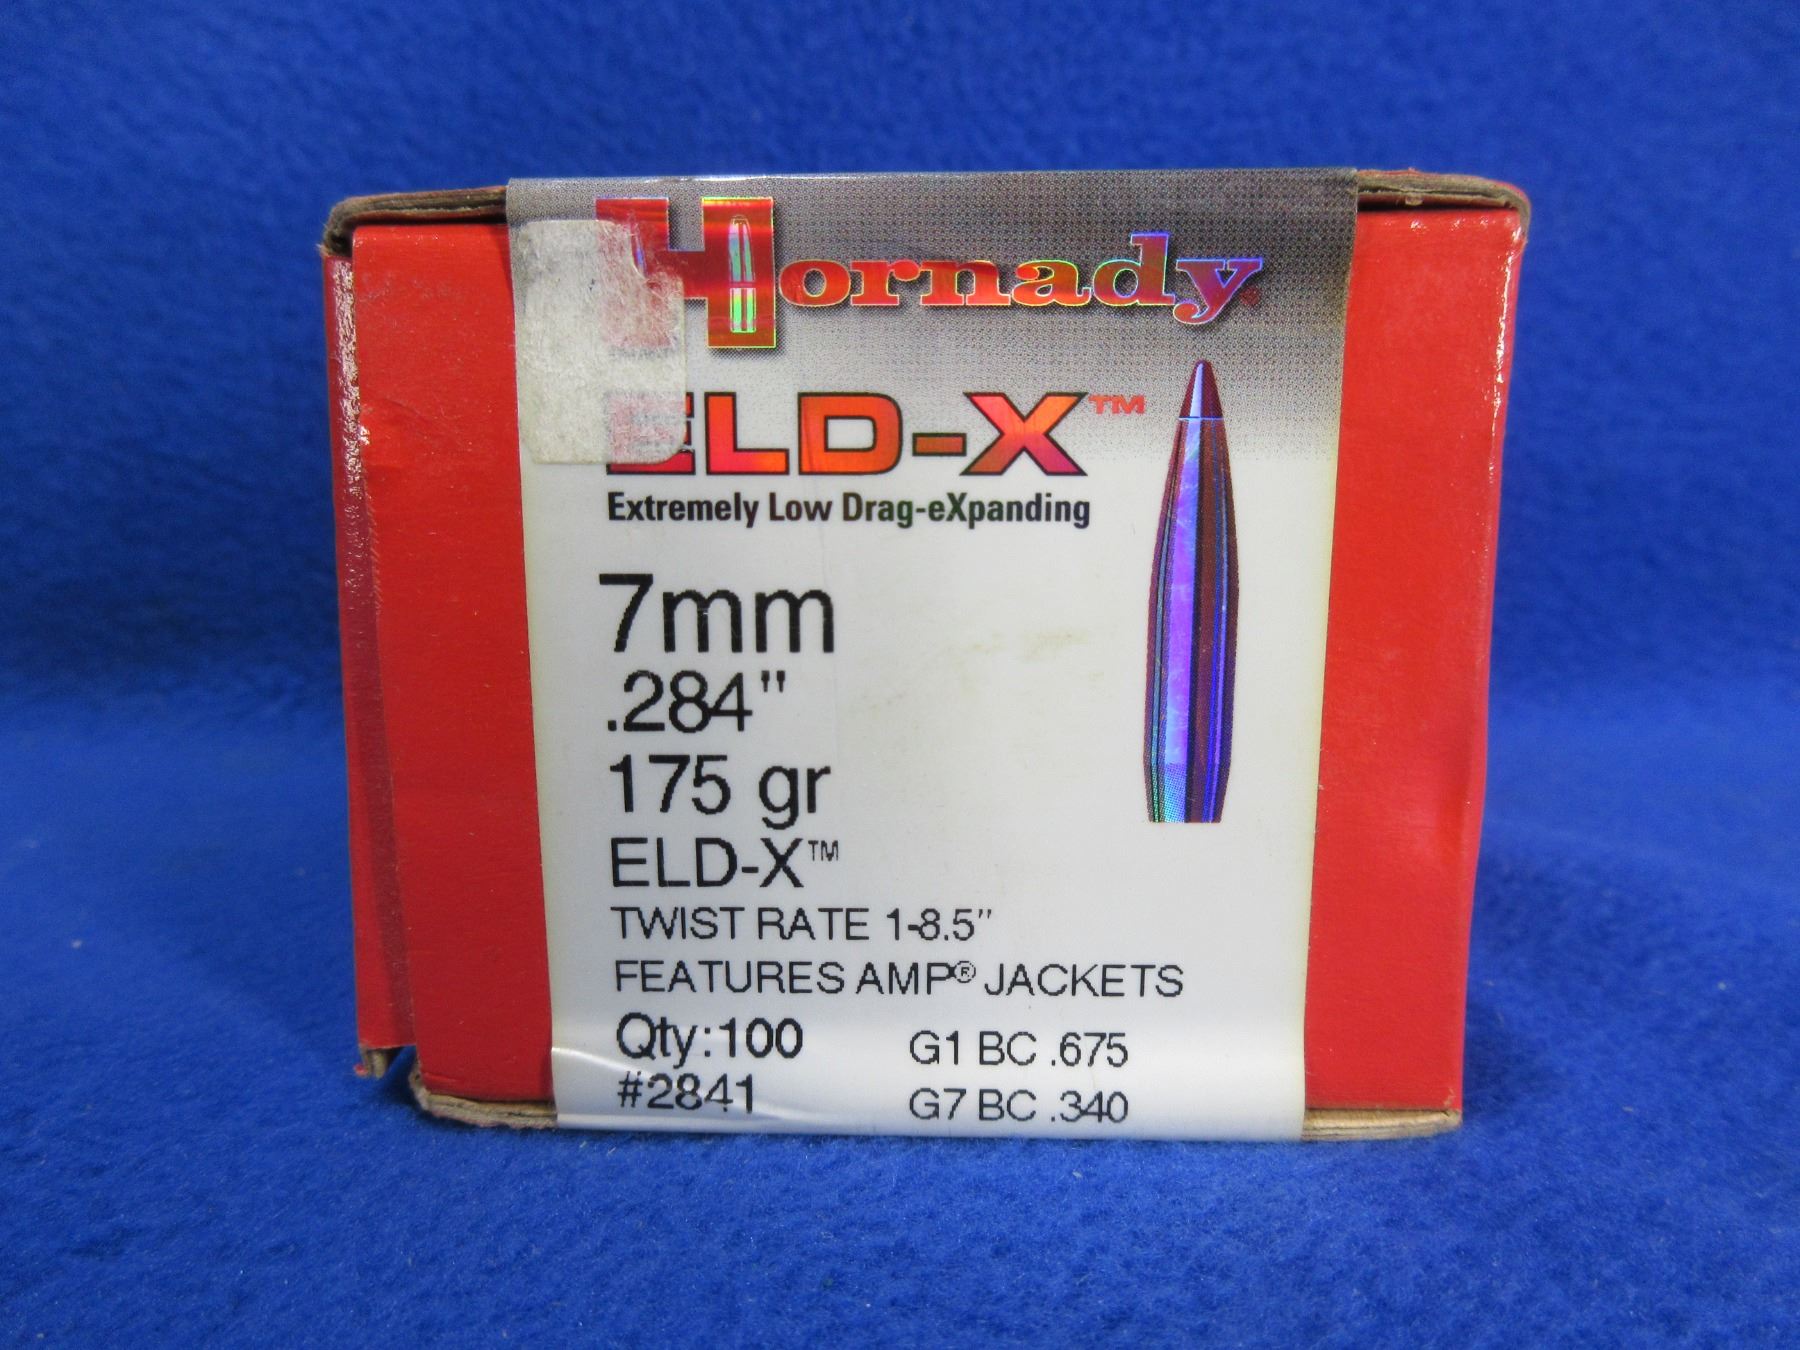 Hornady
ELD-X™
Extremely Low Drag-eXpanding
7mm
.284"
175 gr
ELD-X™
TWIST RATE 1-8.5"
FEATURES AMP® JACKETS
Qty:100 G1 BC .675
#2841 G7 BC .340